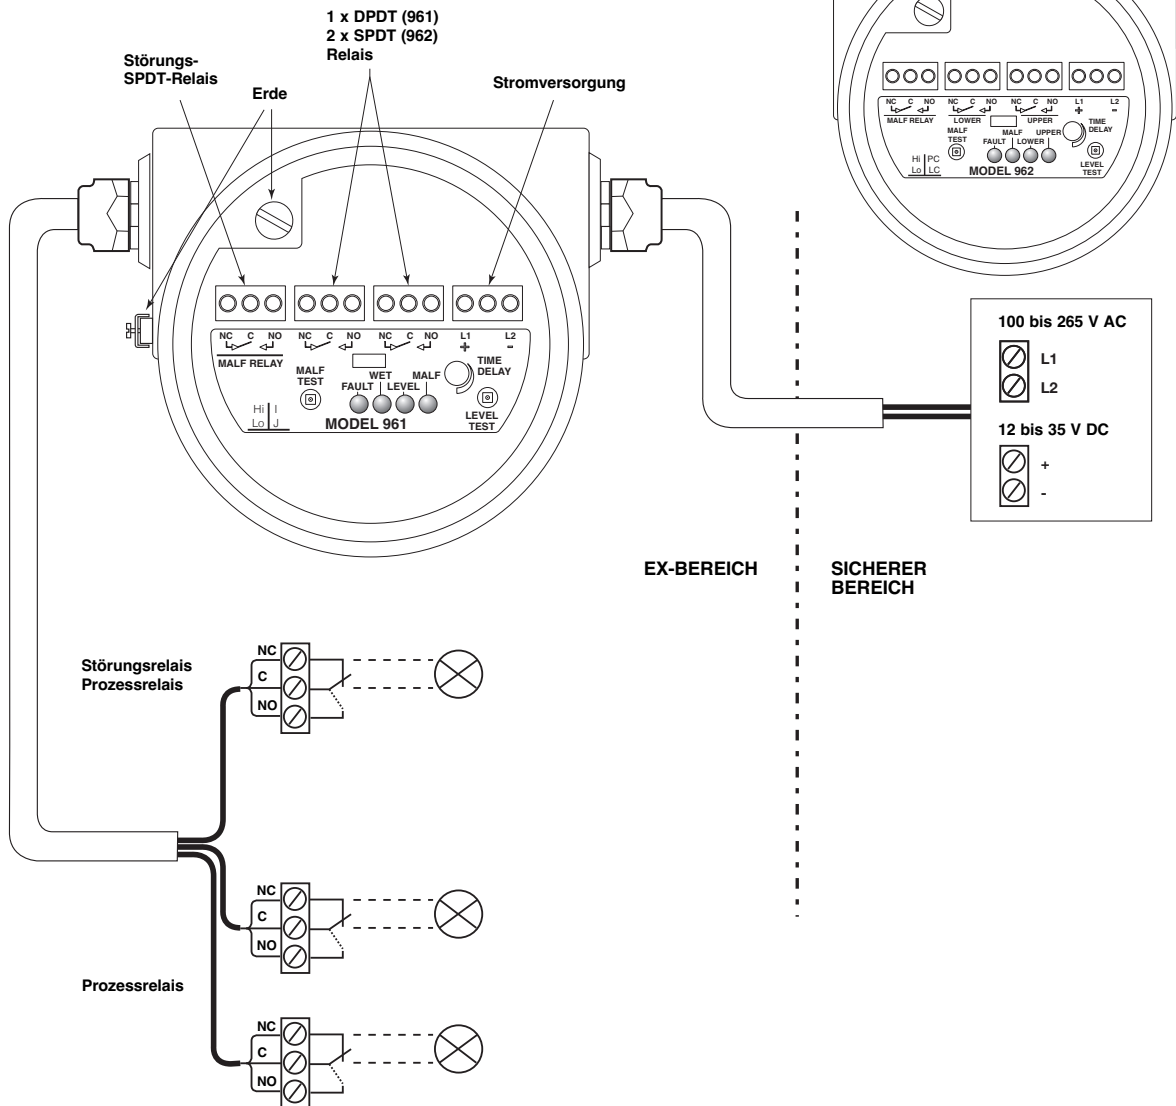 1 x DPDT (961)
2 x SPDT (962)
Relais
Störungs-
SPDT-Relais
Erde
Stromversorgung
NC C NO
MALF RELAY
NC C NO
NC C NO
L1 L2
+ -
MALF
TEST
WET MALF
FAULT LEVEL
TIME
DELAY
LEVEL
TEST
Hi I
Lo J
MODEL 961
NC C NO
MALF RELAY
NC C NO
LOWER
NC C NO
UPPER
L1 L2
+ -
MALF
TEST
MALF UPPER
FAULT LOWER
TIME
DELAY
LEVEL
TEST
Hi PC
Lo LC
MODEL 962
100 bis 265 V AC
L1
L2
12 bis 35 V DC
+
-
EX-BEREICH
SICHERER
BEREICH
Störungsrelais
Prozessrelais
NC
C
NO
NC
C
NO
Prozessrelais
NC
C
NO